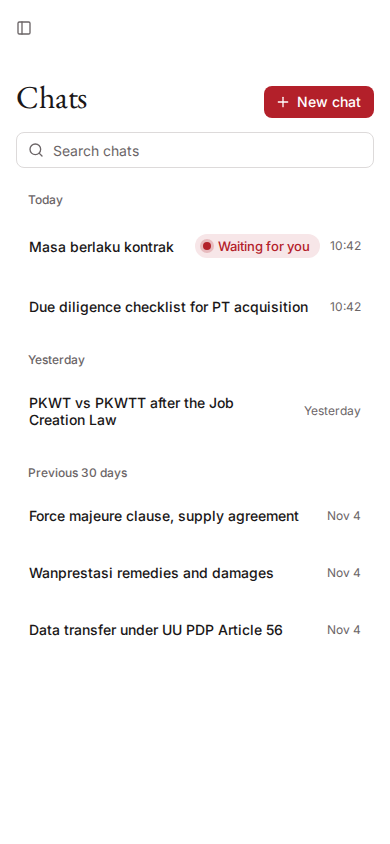 Chats
New chat
Search chats
Today
Masa berlaku kontrak
Waiting for you
10:42
Due diligence checklist for PT acquisition
10:42
Yesterday
PKWT vs PKWTT after the Job
Creation Law
Yesterday
Previous 30 days
Force majeure clause, supply agreement
Nov 4
Wanprestasi remedies and damages
Nov 4
Data transfer under UU PDP Article 56
Nov 4